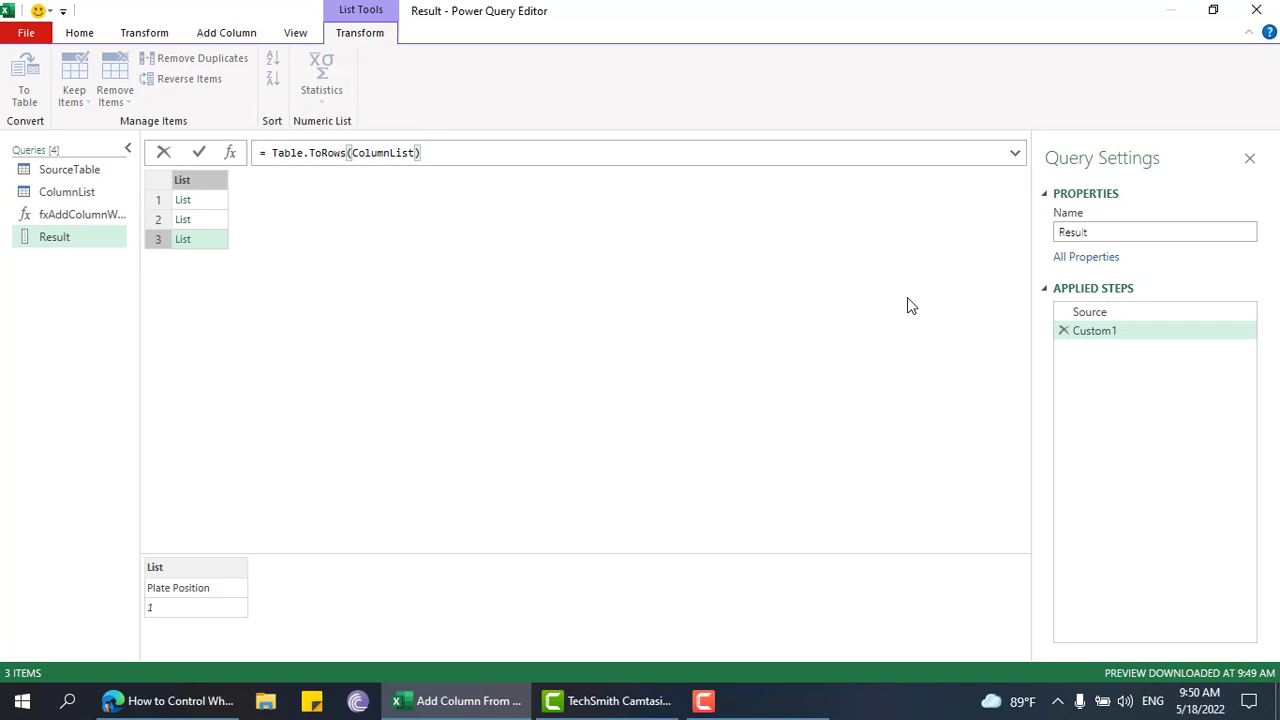 List Tools
Result - Power Query Editor
File
Home
Transform
Add Column
View
Transform
To
Table
Keep
Items
Remove
Items
Remove Duplicates
Reverse Items
Statistics
Convert
Manage Items
Sort
Numeric List
Queries [4]
SourceTable
ColumnList
fxAddColumnW...
Result
= Table.ToRows(ColumnList)
List
1 List
2 List
3 List
List
Plate Position
1
Query Settings
PROPERTIES
Name
Result
All Properties
APPLIED STEPS
Source
Custom1
3 ITEMS
PREVIEW DOWNLOADED AT 9:49 AM
How to Control Wh...
Add Column From ...
TechSmith Camtasi...
89°F
ENG
9:50 AM
5/18/2022